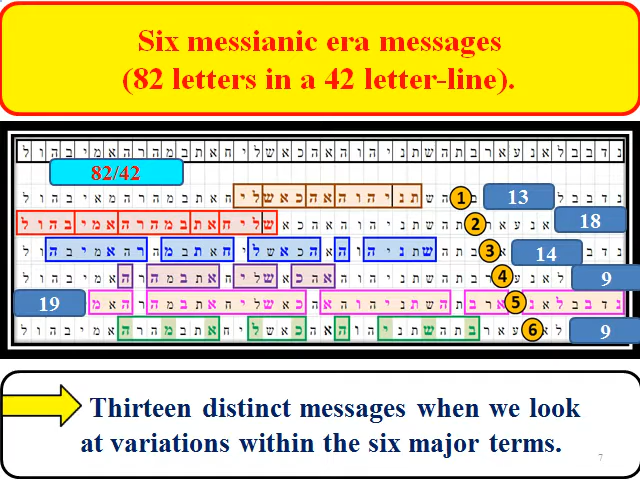 Six messianic era messages
(82 letters in a 42 letter-line).
נ ד ב ב ל א נ ע א ר ב ת ה ש ת נ י ה ו ה א ה כ א ש ל י ח א ת ב מ ה ר ה א מ י ב ה ו ל
82/42
נ ד ב ב ל 13 ב 1 ה ש ת נ י ה ו ה א ה כ א ש ל י ח א ת ב מ ה ר ה א מ י ב ה ו ל
18 א נ ע א ר 2 ת ה ש ת נ י ה ו ה א ה כ א ש ל י ח א ת ב מ ה ר ה א מ י ב ה ו ל
נ ד ב 14 3 ב ת ה ש ת נ י ה ו ה א ה כ א ש ל י ח א ת ב מ ה ר ה א מ י ב ה ו ל
9 ל א נ ע 4 ר ב ת ה ש ת נ י ה ו ה א ה כ א ש ל י ח א ת ב מ ה ר ה א מ י ב ה ו ל
נ ד ב ב ל א נ 5 א ר ב ת ה ש ת נ י ה ו ה א ה כ א ש ל י ח א ת ב מ ה ר ה א מ 19 ל
9 ל א 6 ע א ר ב ת ה ש ת נ י ה ו ה א ה כ א ש ל י ח א ת ב מ ה ר ה א מ י ב ה ו ל
Thirteen distinct messages when we look
at variations within the six major terms.
7